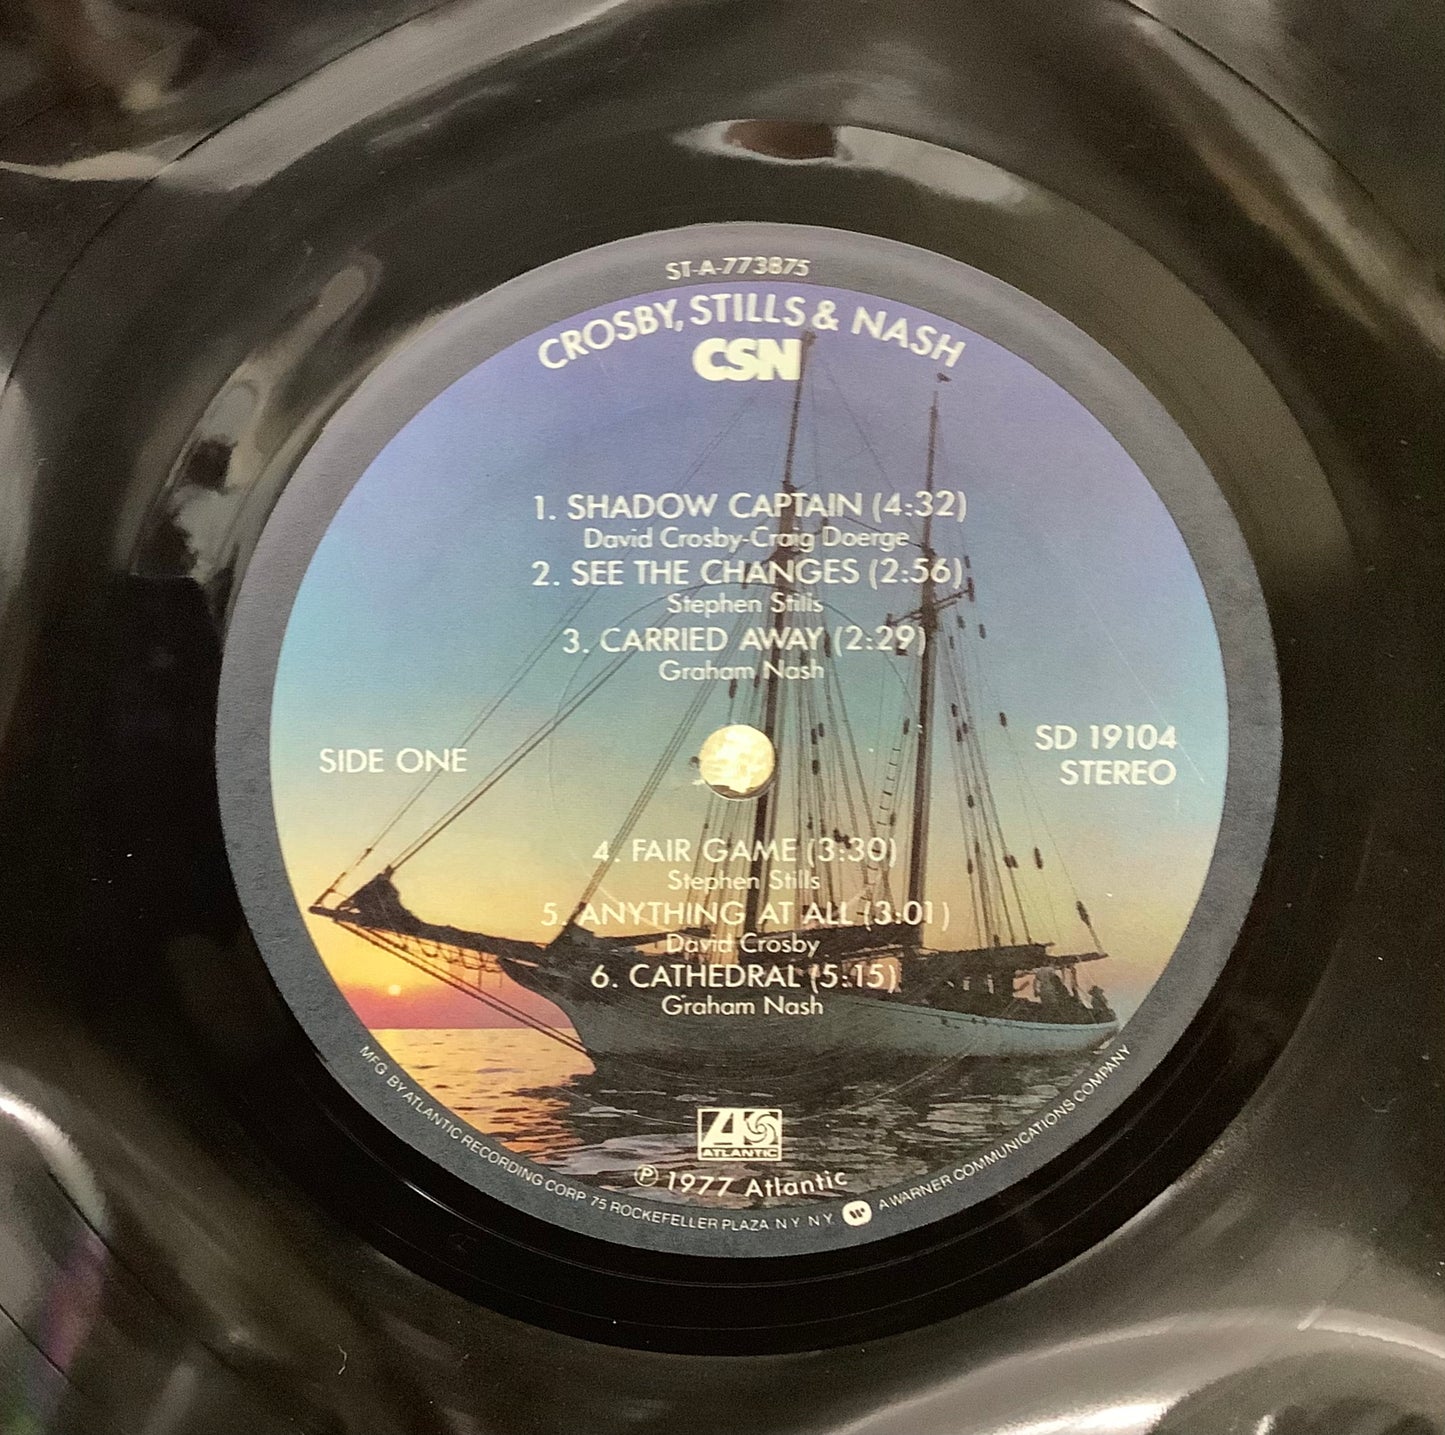 ST-A-773875
CROSBY, STILLS & NASH
CSN
1. SHADOW CAPTAIN (4:32)
David Crosby-Craig Doerge
2. SEE THE CHANGES (2:56)
Stephen Stills
3. CARRIED AWAY (2:29)
Graham Nash
SIDE ONE
SD 19104
STEREO
4. FAIR GAME (3:30)
Stephen Stills
5. ANYTHING AT ALL (3:01)
David Crosby
6. CATHEDRAL (5:15)
Graham Nash
ATLANTIC
Ⓟ 1977 Atlantic
MFG BY ATLANTIC RECORDING CORP 75 ROCKEFELLER PLAZA N Y N Y A WARNER COMMUNICATIONS COMPANY